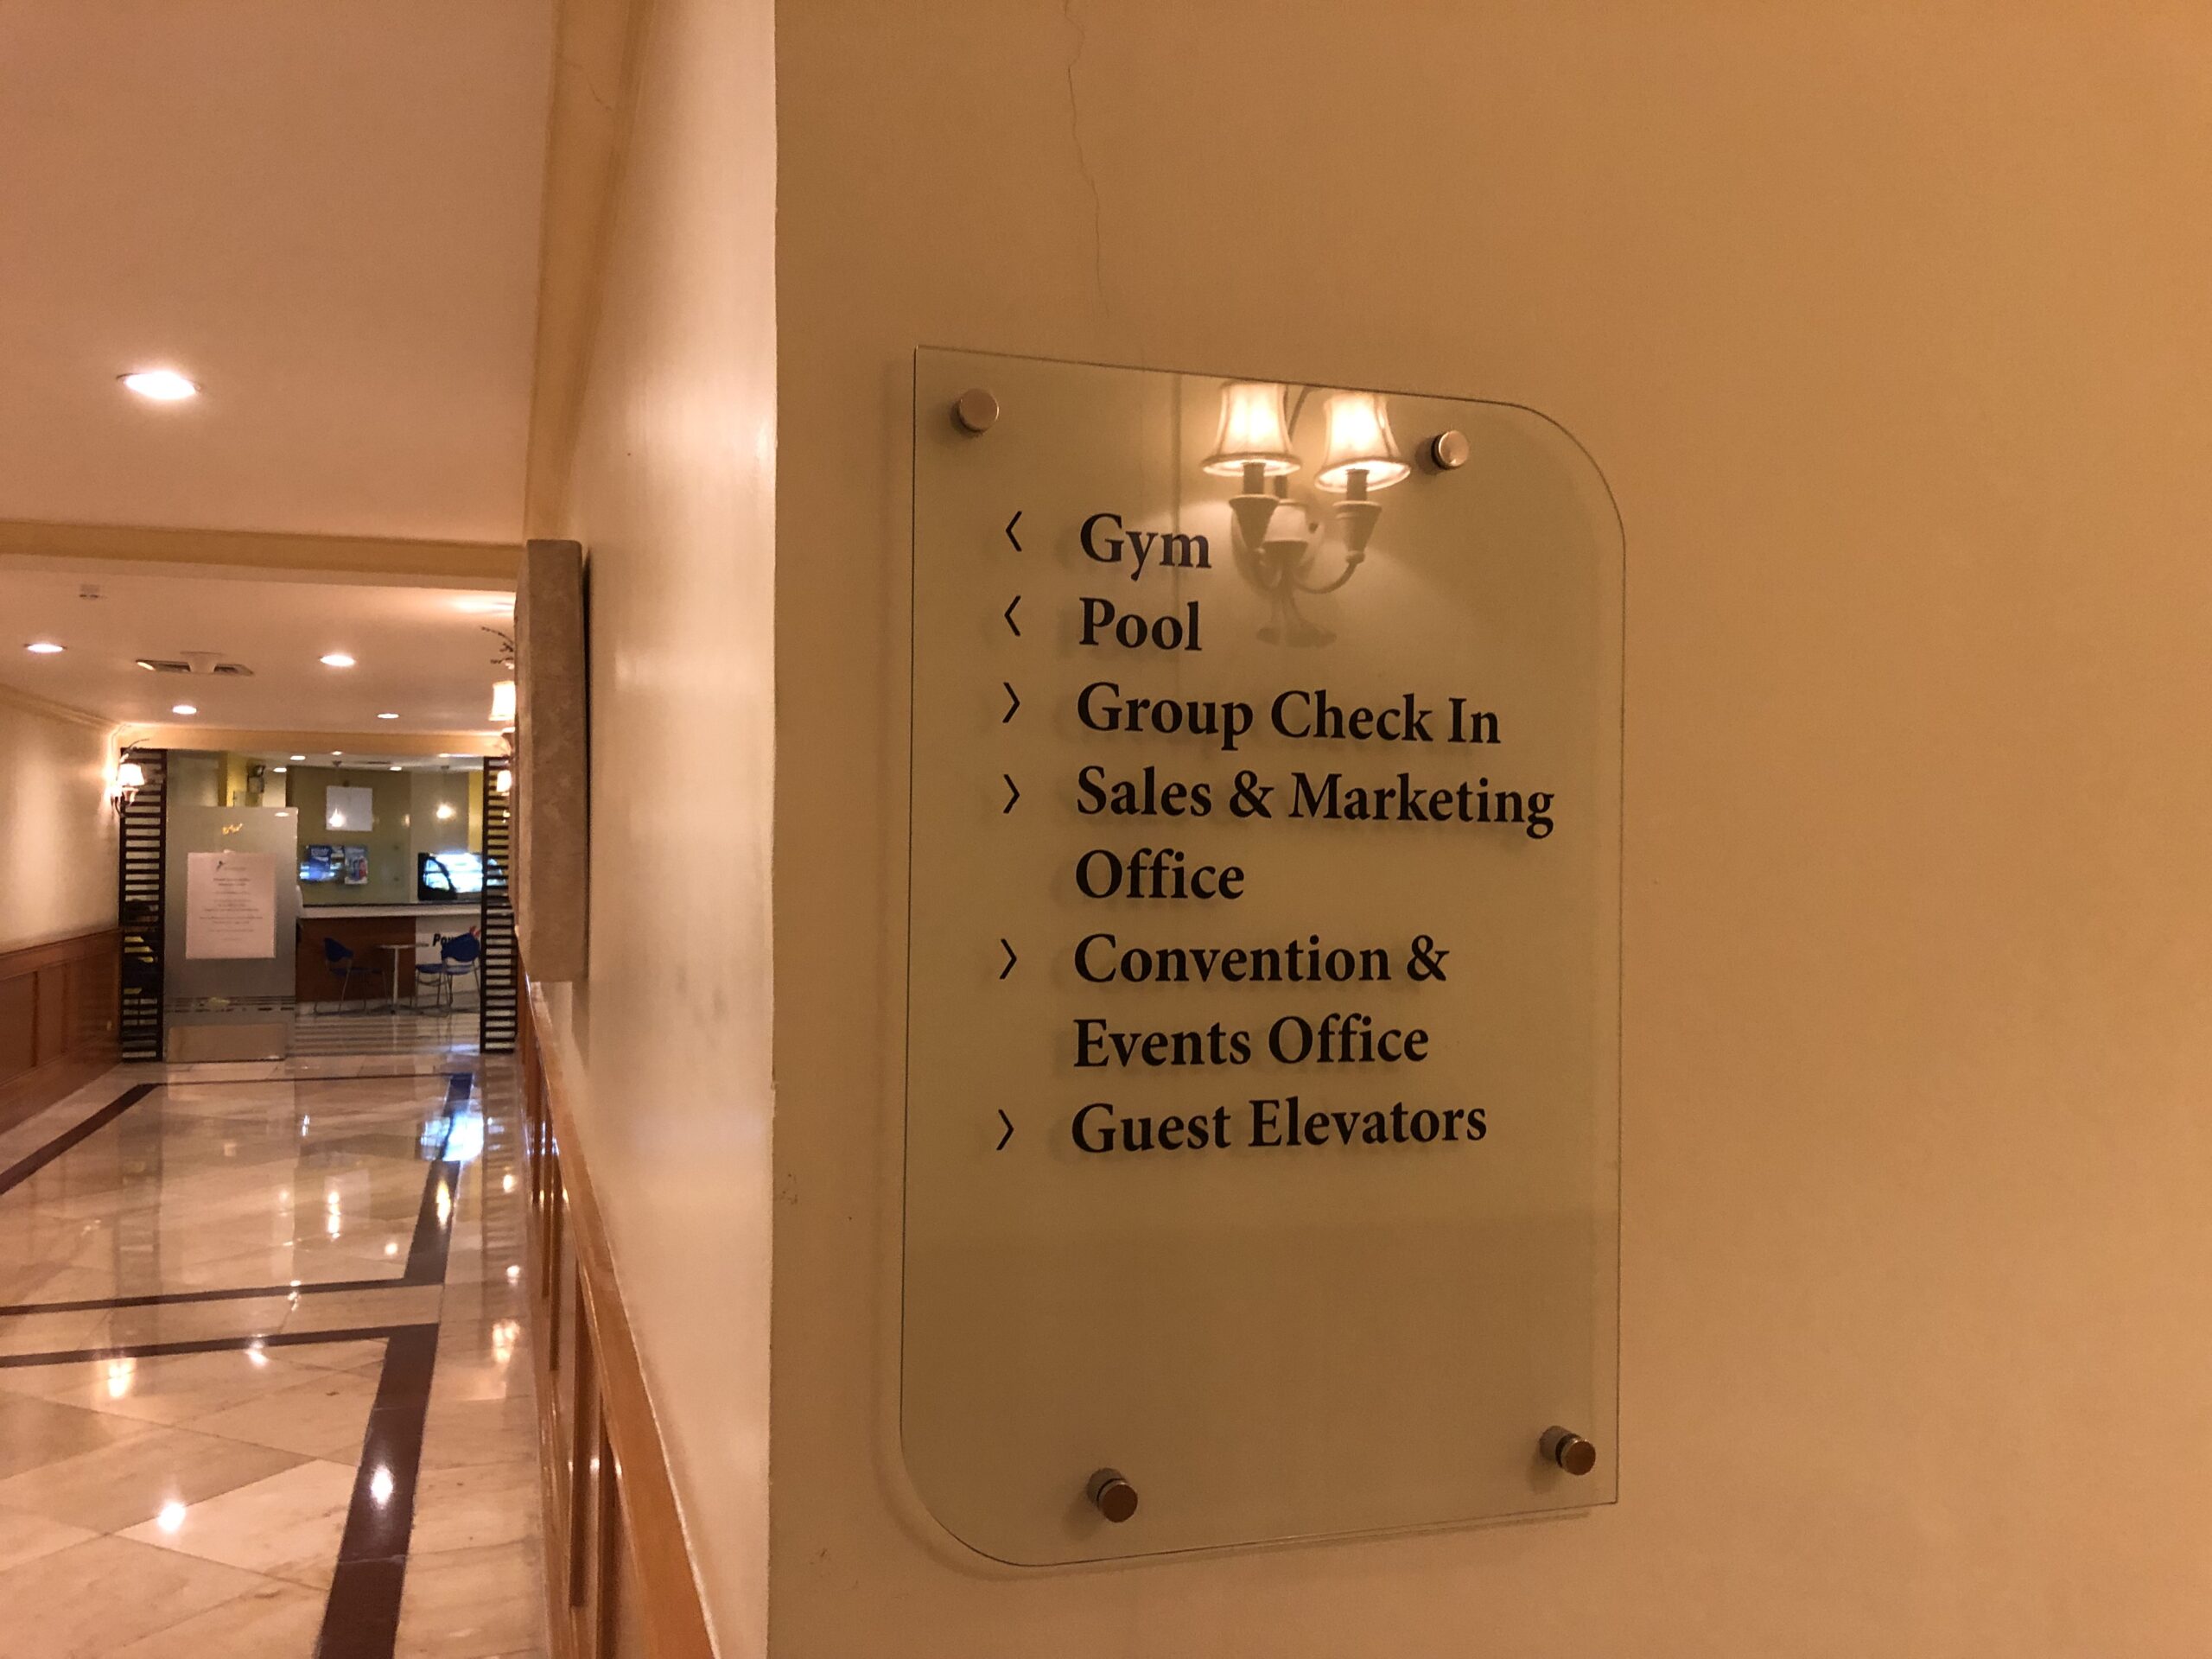 〈 Gym
〈 Pool
〉 Group Check In
〉 Sales & Marketing
Office
〉 Convention &
Events Office
〉 Guest Elevators